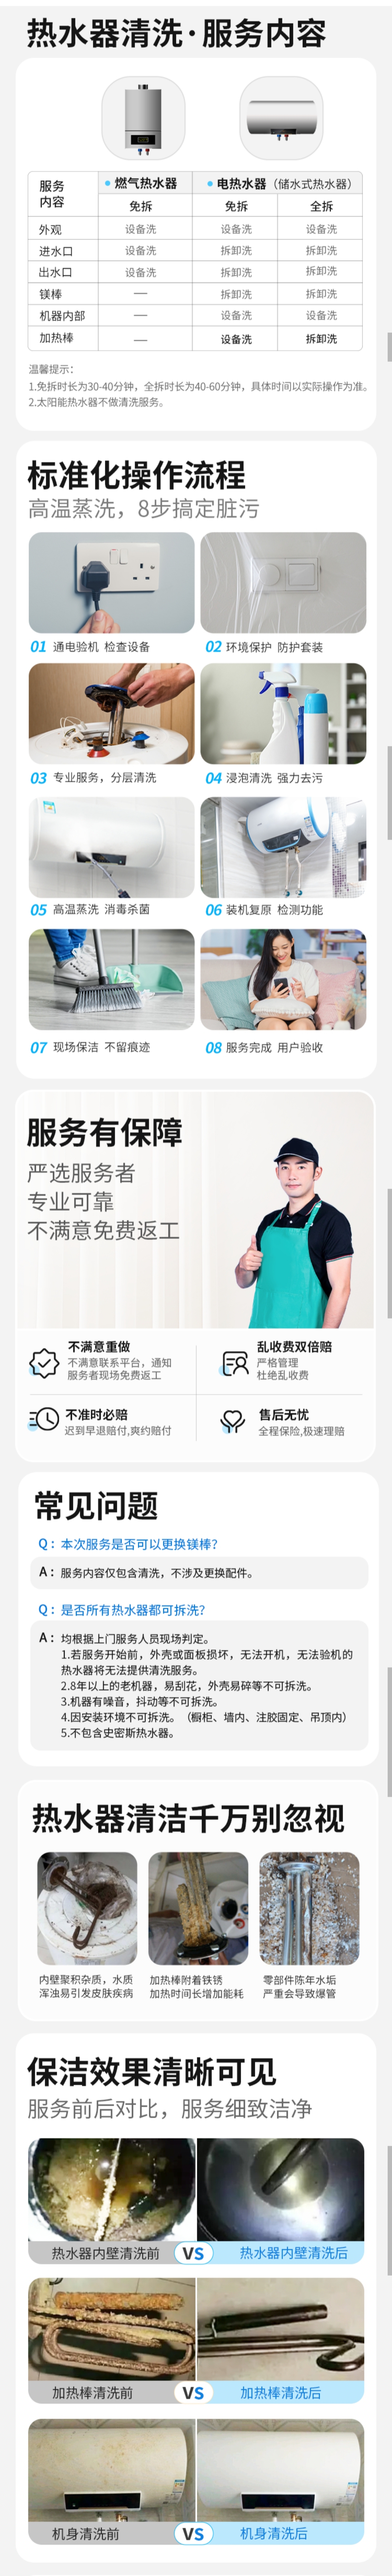 热水器清洗·服务内容
服务内容 燃气热水器 电热水器（储水式热水器）
免拆 免拆 全拆
外观 设备洗 设备洗 设备洗
进水口 设备洗 拆卸洗 拆卸洗
出水口 设备洗 拆卸洗 拆卸洗
镁棒 — 拆卸洗 拆卸洗
机器内部 — 设备洗 设备洗
加热棒 — 设备洗 拆卸洗
温馨提示：
1.免拆时长为30-40分钟，全拆时长为40-60分钟，具体时间以实际操作为准。
2.太阳能热水器不做清洗服务。
标准化操作流程
高温蒸洗，8步搞定脏污
01 通电验机 检查设备
02 环境保护 防护套装
03 专业服务，分层清洗
04 浸泡清洗 强力去污
05 高温蒸洗 消毒杀菌
06 装机复原 检测功能
07 现场保洁 不留痕迹
08 服务完成 用户验收
服务有保障
严选服务者
专业可靠
不满意免费返工
不满意重做
不满意联系平台，通知
服务者现场免费返工
乱收费双倍赔
严格管理
杜绝乱收费
不准时必赔
迟到早退赔付,爽约赔付
售后无忧
全程保险,极速理赔
常见问题
Q：本次服务是否可以更换镁棒？
A：服务内容仅包含清洗，不涉及更换配件。
Q：是否所有热水器都可拆洗？
A：均根据上门服务人员现场判定。
1.若服务开始前，外壳或面板损坏，无法开机，无法验机的
热水器将无法提供清洗服务。
2.8年以上的老机器，易刮花，外壳易碎等不可拆洗。
3.机器有噪音，抖动等不可拆洗。
4.因安装环境不可拆洗。（橱柜、墙内、注胶固定、吊顶内）
5.不包含史密斯热水器。
热水器清洁千万别忽视
内壁聚积杂质，水质
浑浊易引发皮肤疾病
加热棒附着铁锈
加热时间长增加能耗
零部件陈年水垢
严重会导致爆管
保洁效果清晰可见
服务前后对比，服务细致洁净
热水器内壁清洗前 VS 热水器内壁清洗后
加热棒清洗前 VS 加热棒清洗后
机身清洗前 VS 机身清洗后